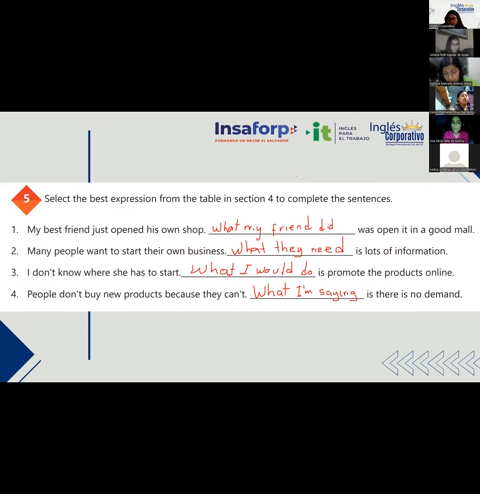 Inglés Corporativo
Insaforp
FORMANDO UN MEJOR EL SALVADOR
it INGLÉS PARA EL TRABAJO
Inglés Corporativo
5 Select the best expression from the table in section 4 to complete the sentences.
1. My best friend just opened his own shop. What my friend did was open it in a good mall.
2. Many people want to start their own business. What they need is lots of information.
3. I don't know where she has to start. What I would do is promote the products online.
4. People don't buy new products because they can't. What I'm saying is there is no demand.